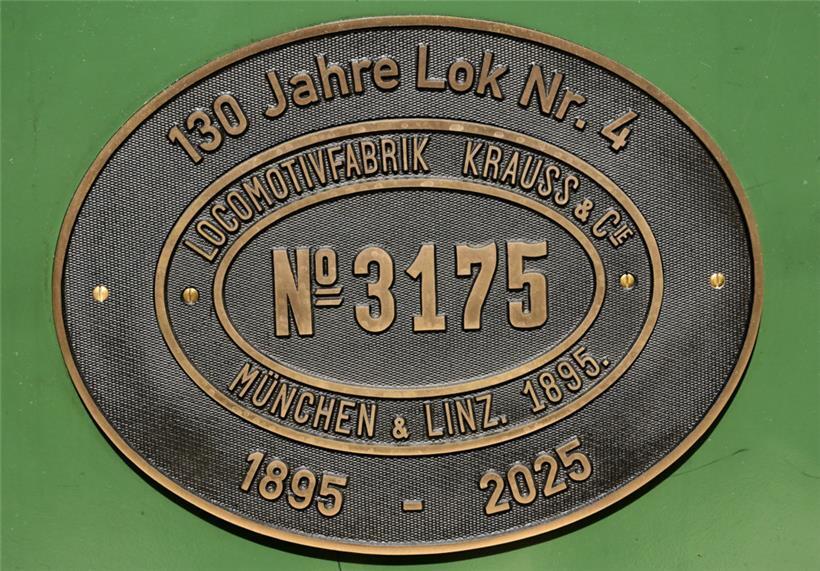 130 Jahre Lok Nr. 4
LOCOMOTIVFABRIK KRAUSS & CIE
No 3175
MÜNCHEN & LINZ. 1895.
1895 - 2025